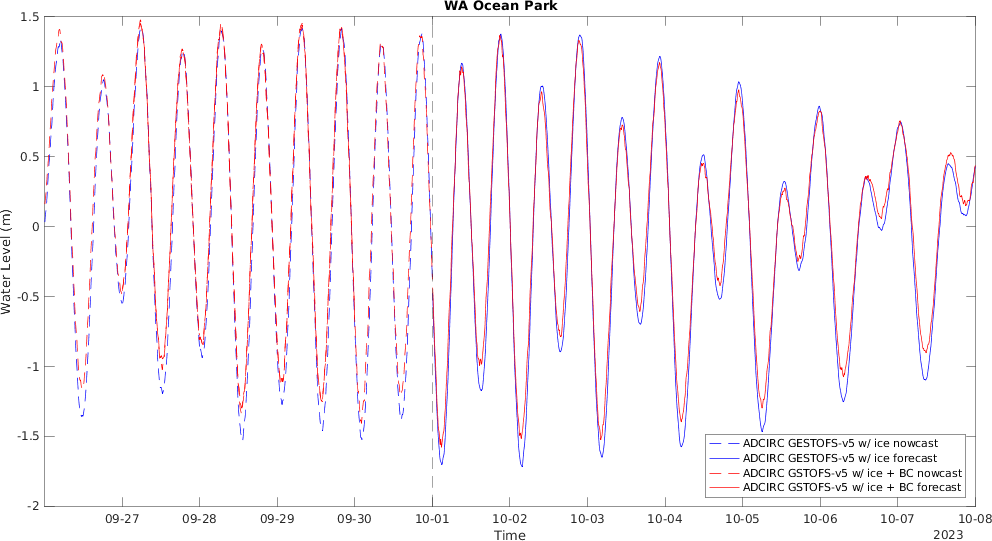 WA Ocean Park
1.5
1
0.5
0
-0.5
-1
-1.5
-2
Water Level (m)
ADCIRC GESTOFS-v5 w/ ice nowcast
ADCIRC GESTOFS-v5 w/ ice forecast
ADCIRC GSTOFS-v5 w/ ice + BC nowcast
ADCIRC GSTOFS-v5 w/ ice + BC forecast
09-27 09-28 09-29 09-30 10-01 10-02 10-03 10-04 10-05 10-06 10-07 10-08
Time
2023